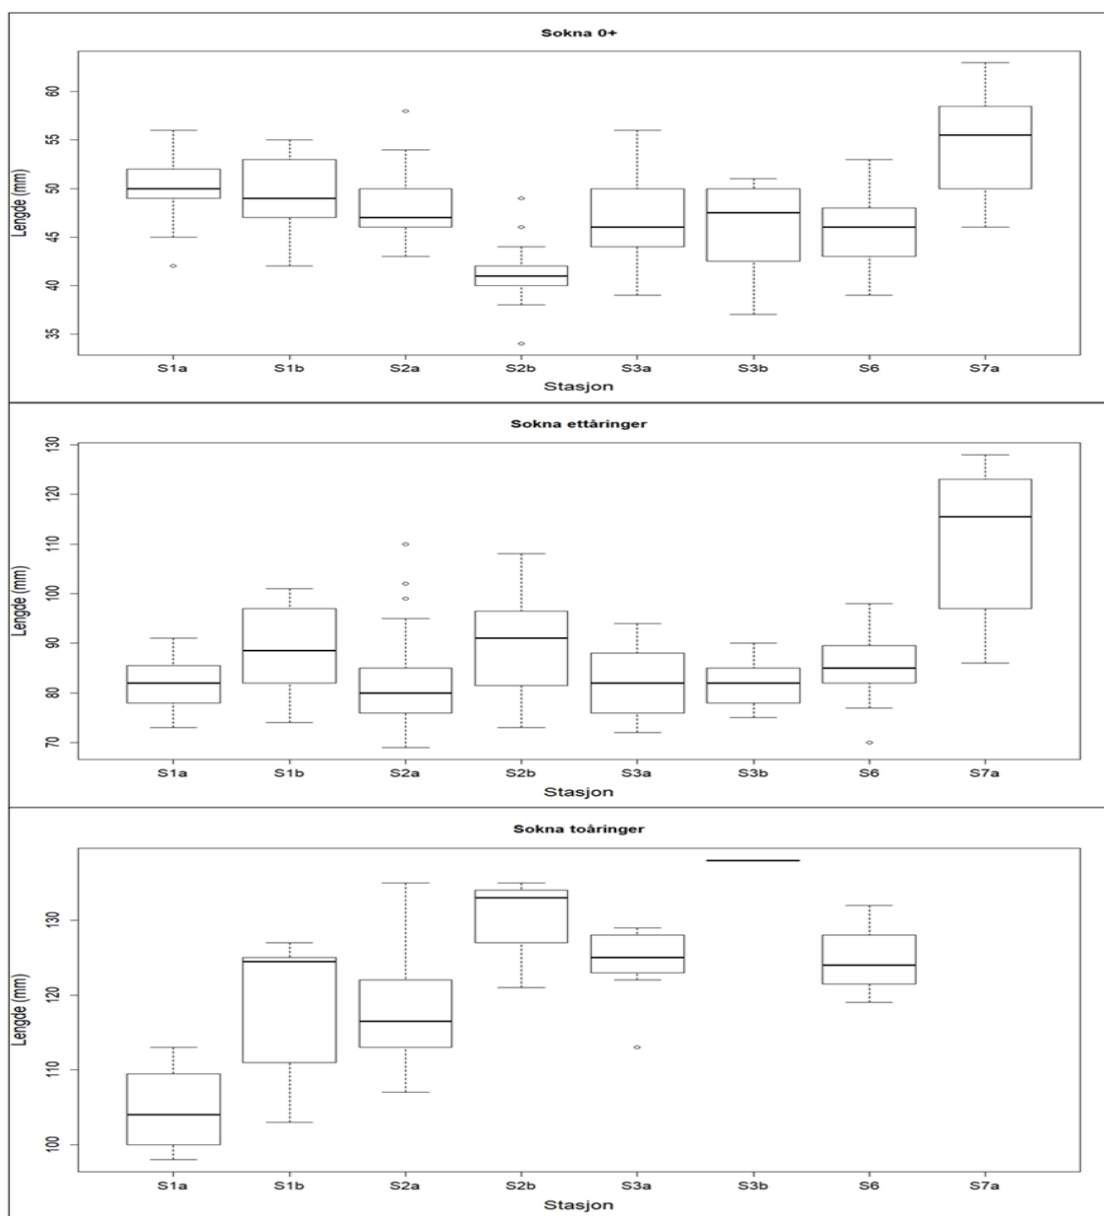 Sokna 0+
Lengde (mm)
60
55
50
45
40
35
S1a S1b S2a S2b S3a S3b S6 S7a
Stasjon
Sokna ettåringer
Lengde (mm)
130
120
110
100
90
80
70
S1a S1b S2a S2b S3a S3b S6 S7a
Stasjon
Sokna toåringer
Lengde (mm)
130
120
110
100
S1a S1b S2a S2b S3a S3b S6 S7a
Stasjon